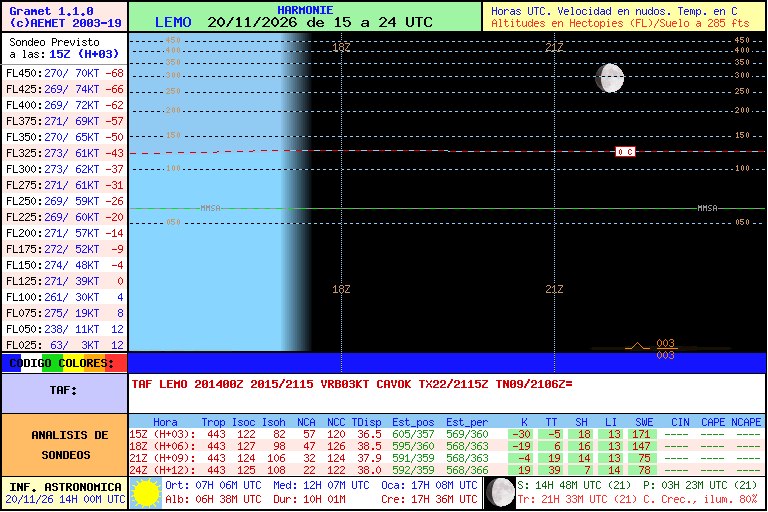 Gramet 1.1.0
(c)AEMET 2003-19
HARMONIE
LEMO 20/11/2026 de 15 a 24 UTC
Horas UTC. Velocidad en nudos. Temp. en C
Altitudes en Hectopies (FL)/Suelo a 285 fts
Sondeo Previsto
a las: 15Z (H+03)
FL450: 270/ 70KT -68
FL425: 269/ 74KT -66
FL400: 269/ 72KT -62
FL375: 271/ 69KT -57
FL350: 270/ 65KT -50
FL325: 273/ 61KT -43
FL300: 273/ 62KT -37
FL275: 271/ 61KT -31
FL250: 269/ 59KT -26
FL225: 269/ 60KT -20
FL200: 271/ 57KT -14
FL175: 272/ 52KT -9
FL150: 274/ 48KT -4
FL125: 271/ 39KT 0
FL100: 261/ 30KT 4
FL075: 275/ 19KT 8
FL050: 238/ 11KT 12
FL025: 63/ 3KT 12
18Z 21Z
450 450
400 400
350 350
300 300
250 250
200 200
150 150
0 C
100 100
MMSA MMSA
050 050
18Z 21Z
003
003
CODIGO COLORES:
TAF:
TAF LEMO 201400Z 2015/2115 VRB03KT CAVOK TX22/2115Z TN09/2106Z=
ANALISIS DE
SONDEOS
Hora Trop Isoc Isoh NCA NCC TDisp Est_pos Est_per K TT SH LI SWE CIN CAPE NCAPE
15Z (H+03): 443 122 82 57 120 36.5 605/357 569/360 -30 -5 18 13 171 ---- ---- ----
18Z (H+06): 443 127 98 47 126 38.5 591/361 568/364 -19 6 16 13 147 ---- ---- ----
21Z (H+09): 443 124 106 32 124 37.9 591/359 568/363 -4 19 14 13 75 ---- ---- ----
24Z (H+12): 443 125 108 22 122 38.0 592/359 568/366 19 39 7 14 78 ---- ---- ----
INF. ASTRONOMICA
20/11/26 14H 00M UTC
Ort: 07H 06M UTC Med: 12H 07M UTC Oca: 17H 08M UTC
Alb: 06H 38M UTC Dur: 10H 01M Cre: 17H 36M UTC
S: 14H 48M UTC (21) P: 03H 23M UTC (21)
Tr: 21H 33M UTC (21) C. Crec., ilum. 80%